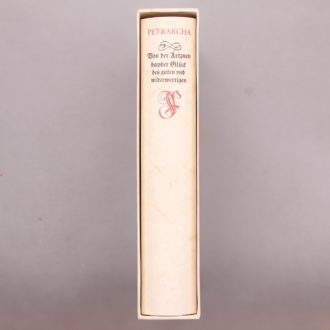 PETRARCHA
Von der Artzney
bayder Glück
des guten vnd
widerwertigen